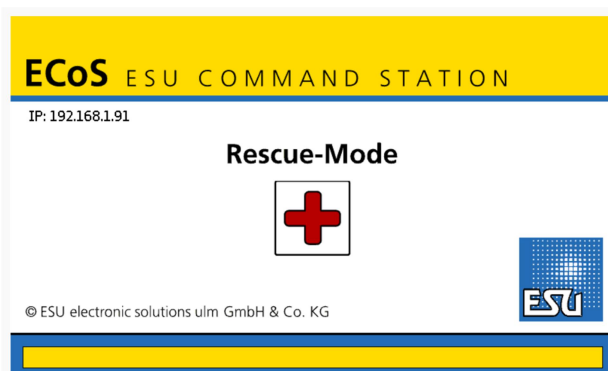 ECoS ESU COMMAND STATION
IP: 192.168.1.91
Rescue-Mode
ESU
© ESU electronic solutions ulm GmbH & Co. KG